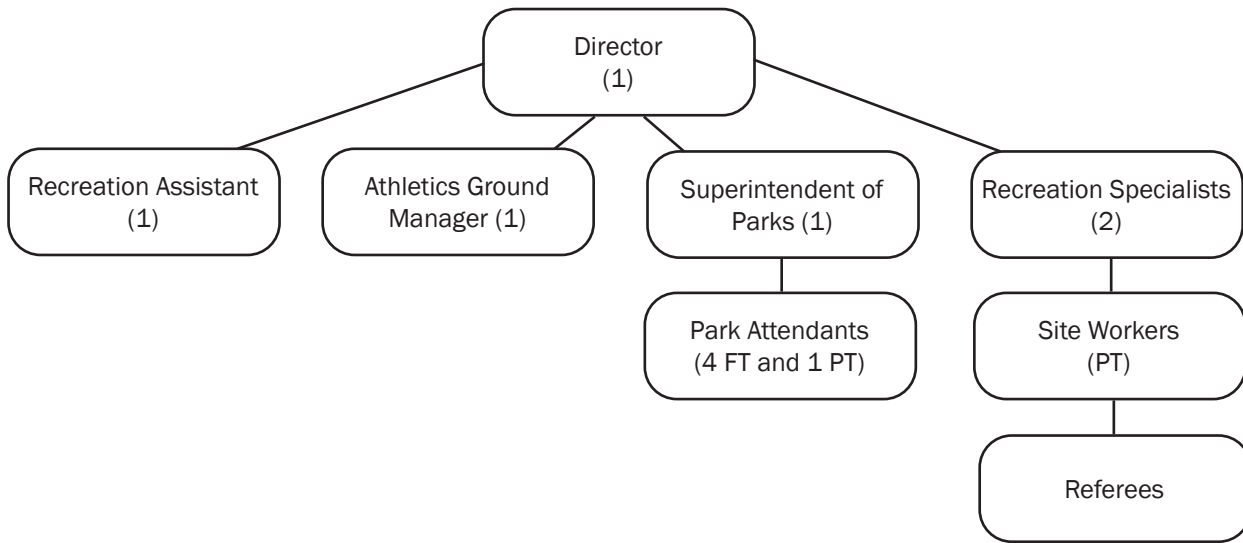 Director
(1)
Recreation Assistant
(1)
Athletics Ground
Manager (1)
Superintendent of
Parks (1)
Recreation Specialists
(2)
Park Attendants
(4 FT and 1 PT)
Site Workers
(PT)
Referees